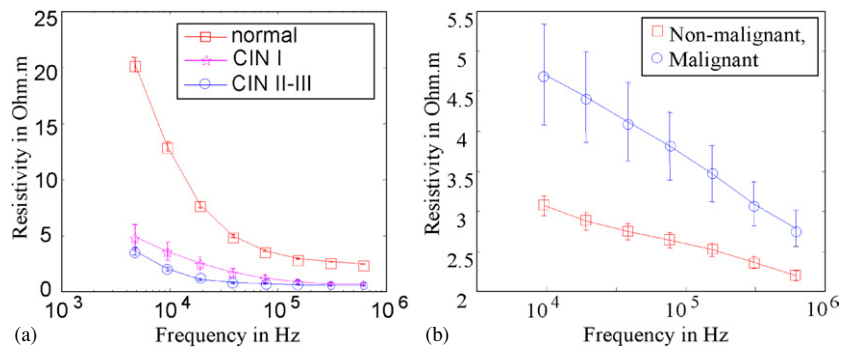 normal
CIN I
CIN II-III
Resistivity in Ohm.m
25
20
15
10
5
0
10^3
10^4
10^5
10^6
Frequency in Hz
(a)
Non-malignant,
Malignant
Resistivity in Ohm.m
5.5
5
4.5
4
3.5
3
2.5
2
10^4
10^5
10^6
Frequency in Hz
(b)